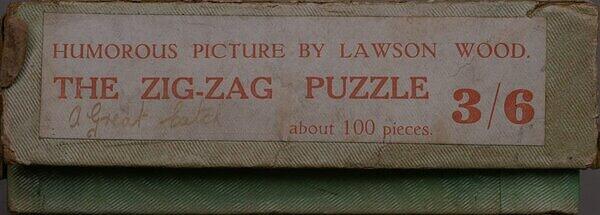 HUMOROUS PICTURE BY LAWSON WOOD.
THE ZIG-ZAG PUZZLE 3/6
A Great Catch
about 100 pieces.